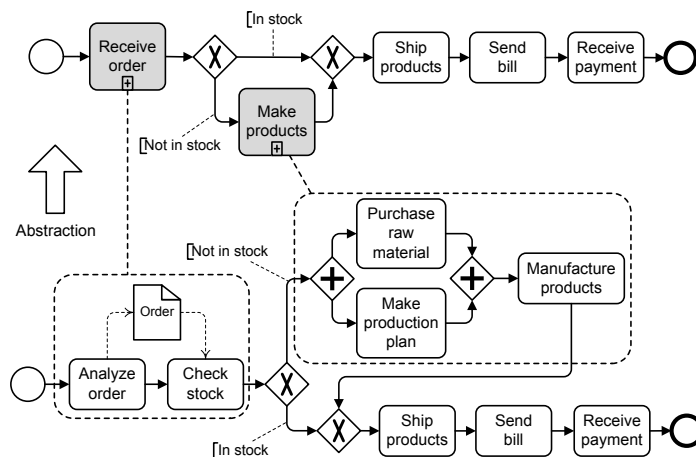 [In stock
Receive
order
X
X
Ship
products
Send
bill
Receive
payment
Make
products
[Not in stock
Abstraction
Purchase
raw
material
[Not in stock
Manufacture
products
Make
production
plan
Order
Analyze
order
Check
stock
X
X
Ship
products
Send
bill
Receive
payment
[In stock